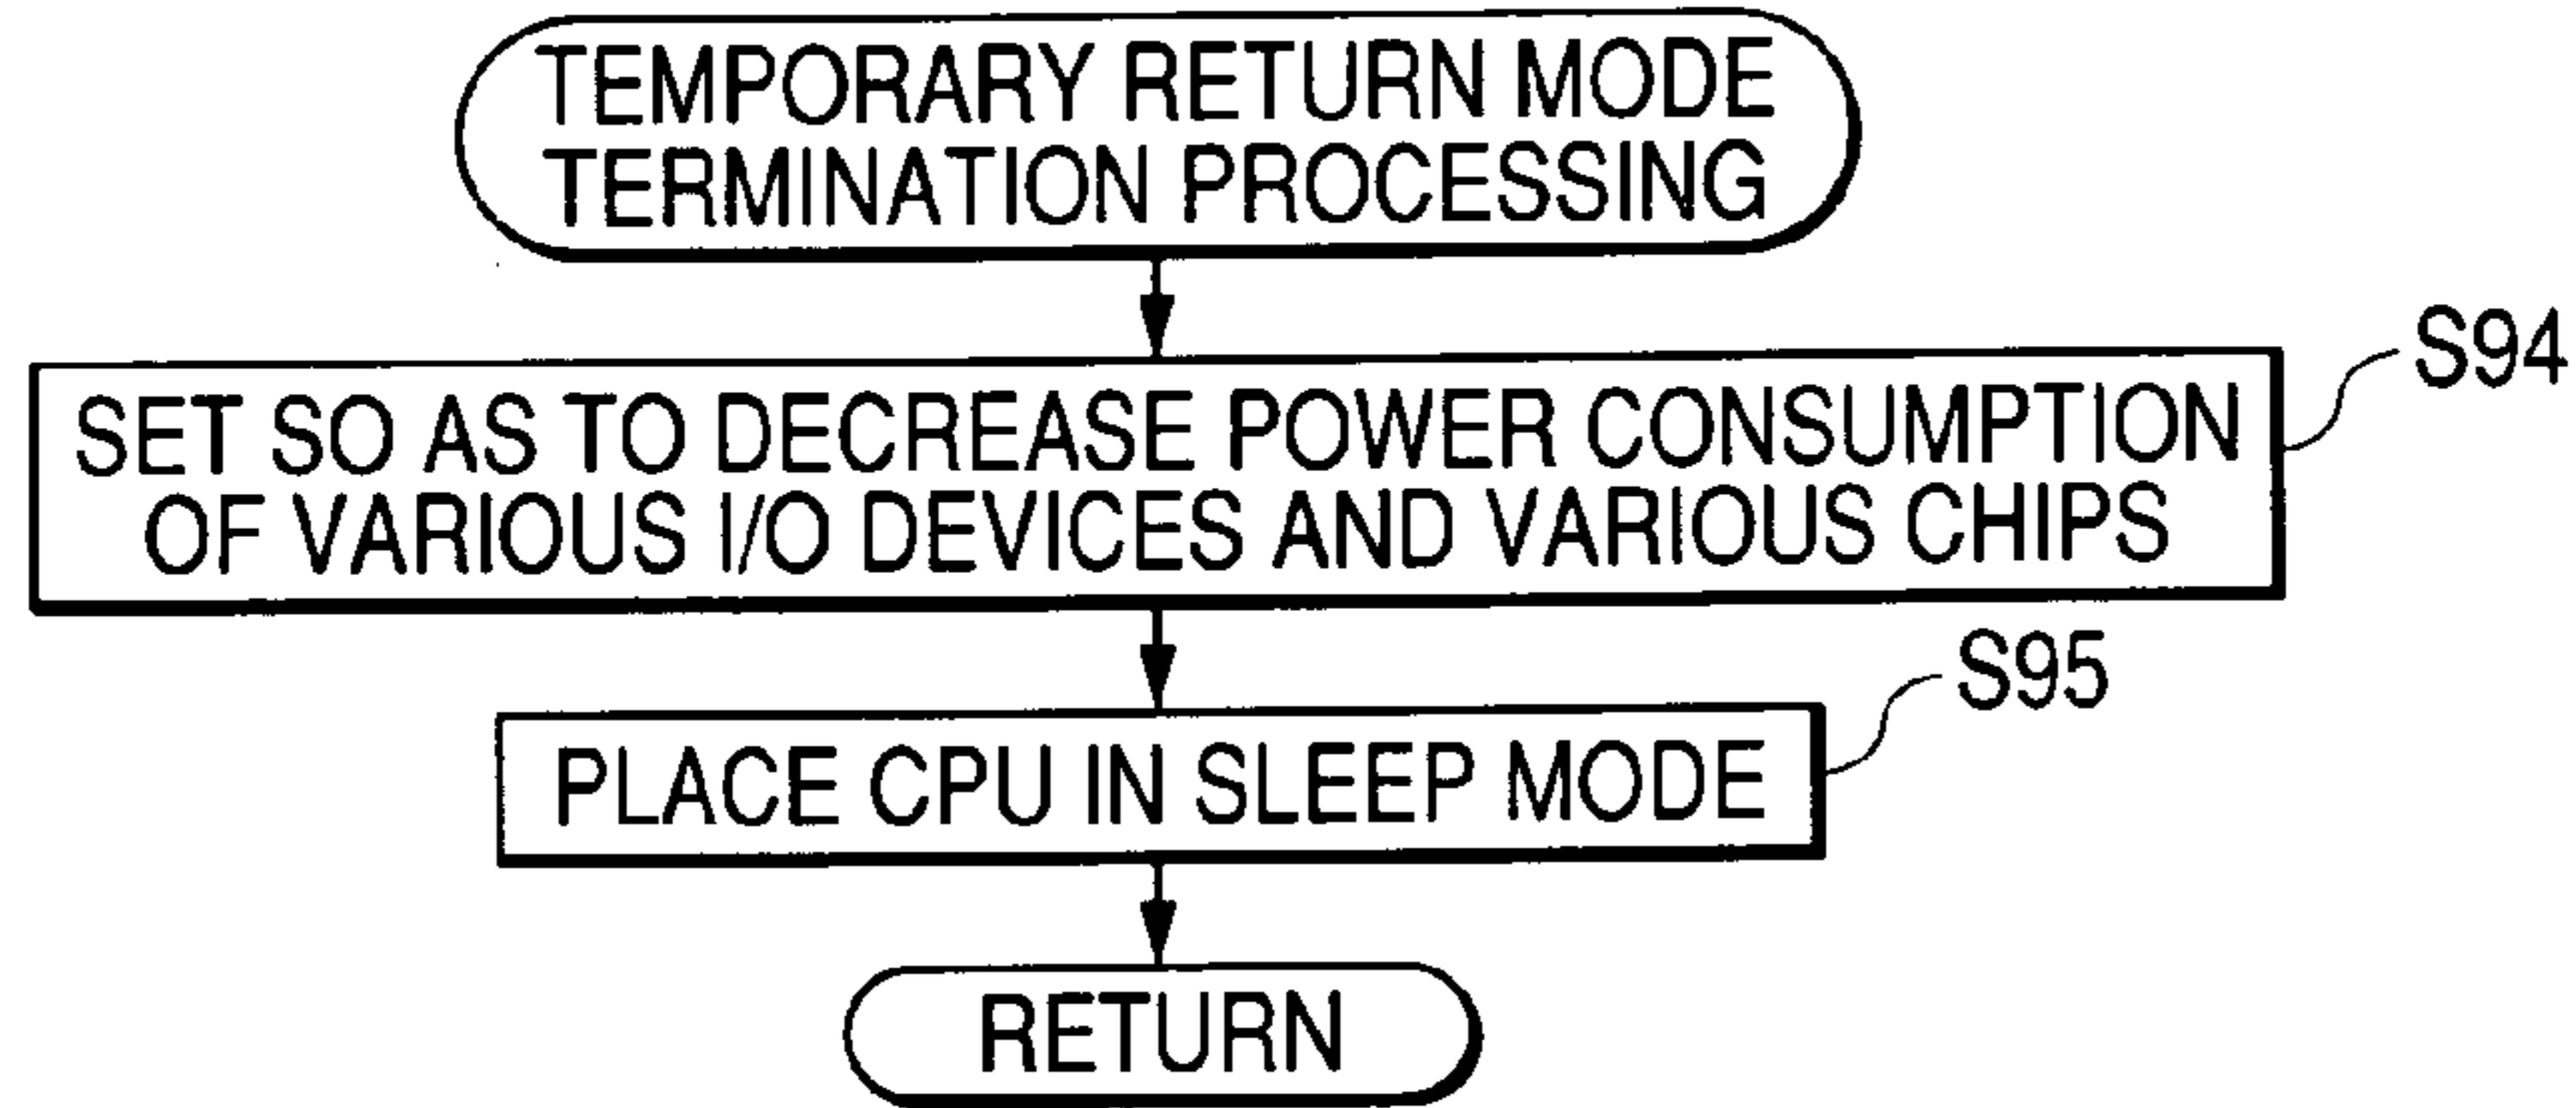 TEMPORARY RETURN MODE
TERMINATION PROCESSING
S94
SET SO AS TO DECREASE POWER CONSUMPTION
OF VARIOUS I/O DEVICES AND VARIOUS CHIPS
S95
PLACE CPU IN SLEEP MODE
RETURN